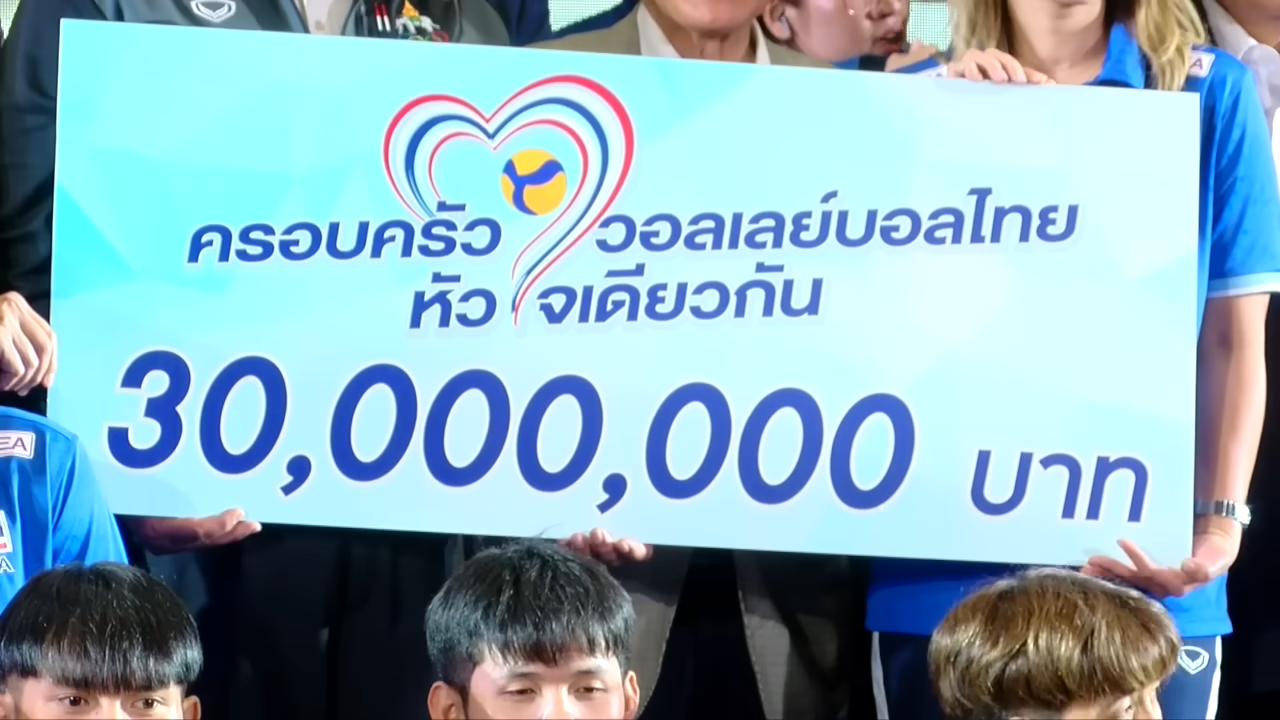 ครอบครัว วอลเลย์บอลไทย
หัวใจเดียวกัน
30,000,000 บาท
EA
A
A